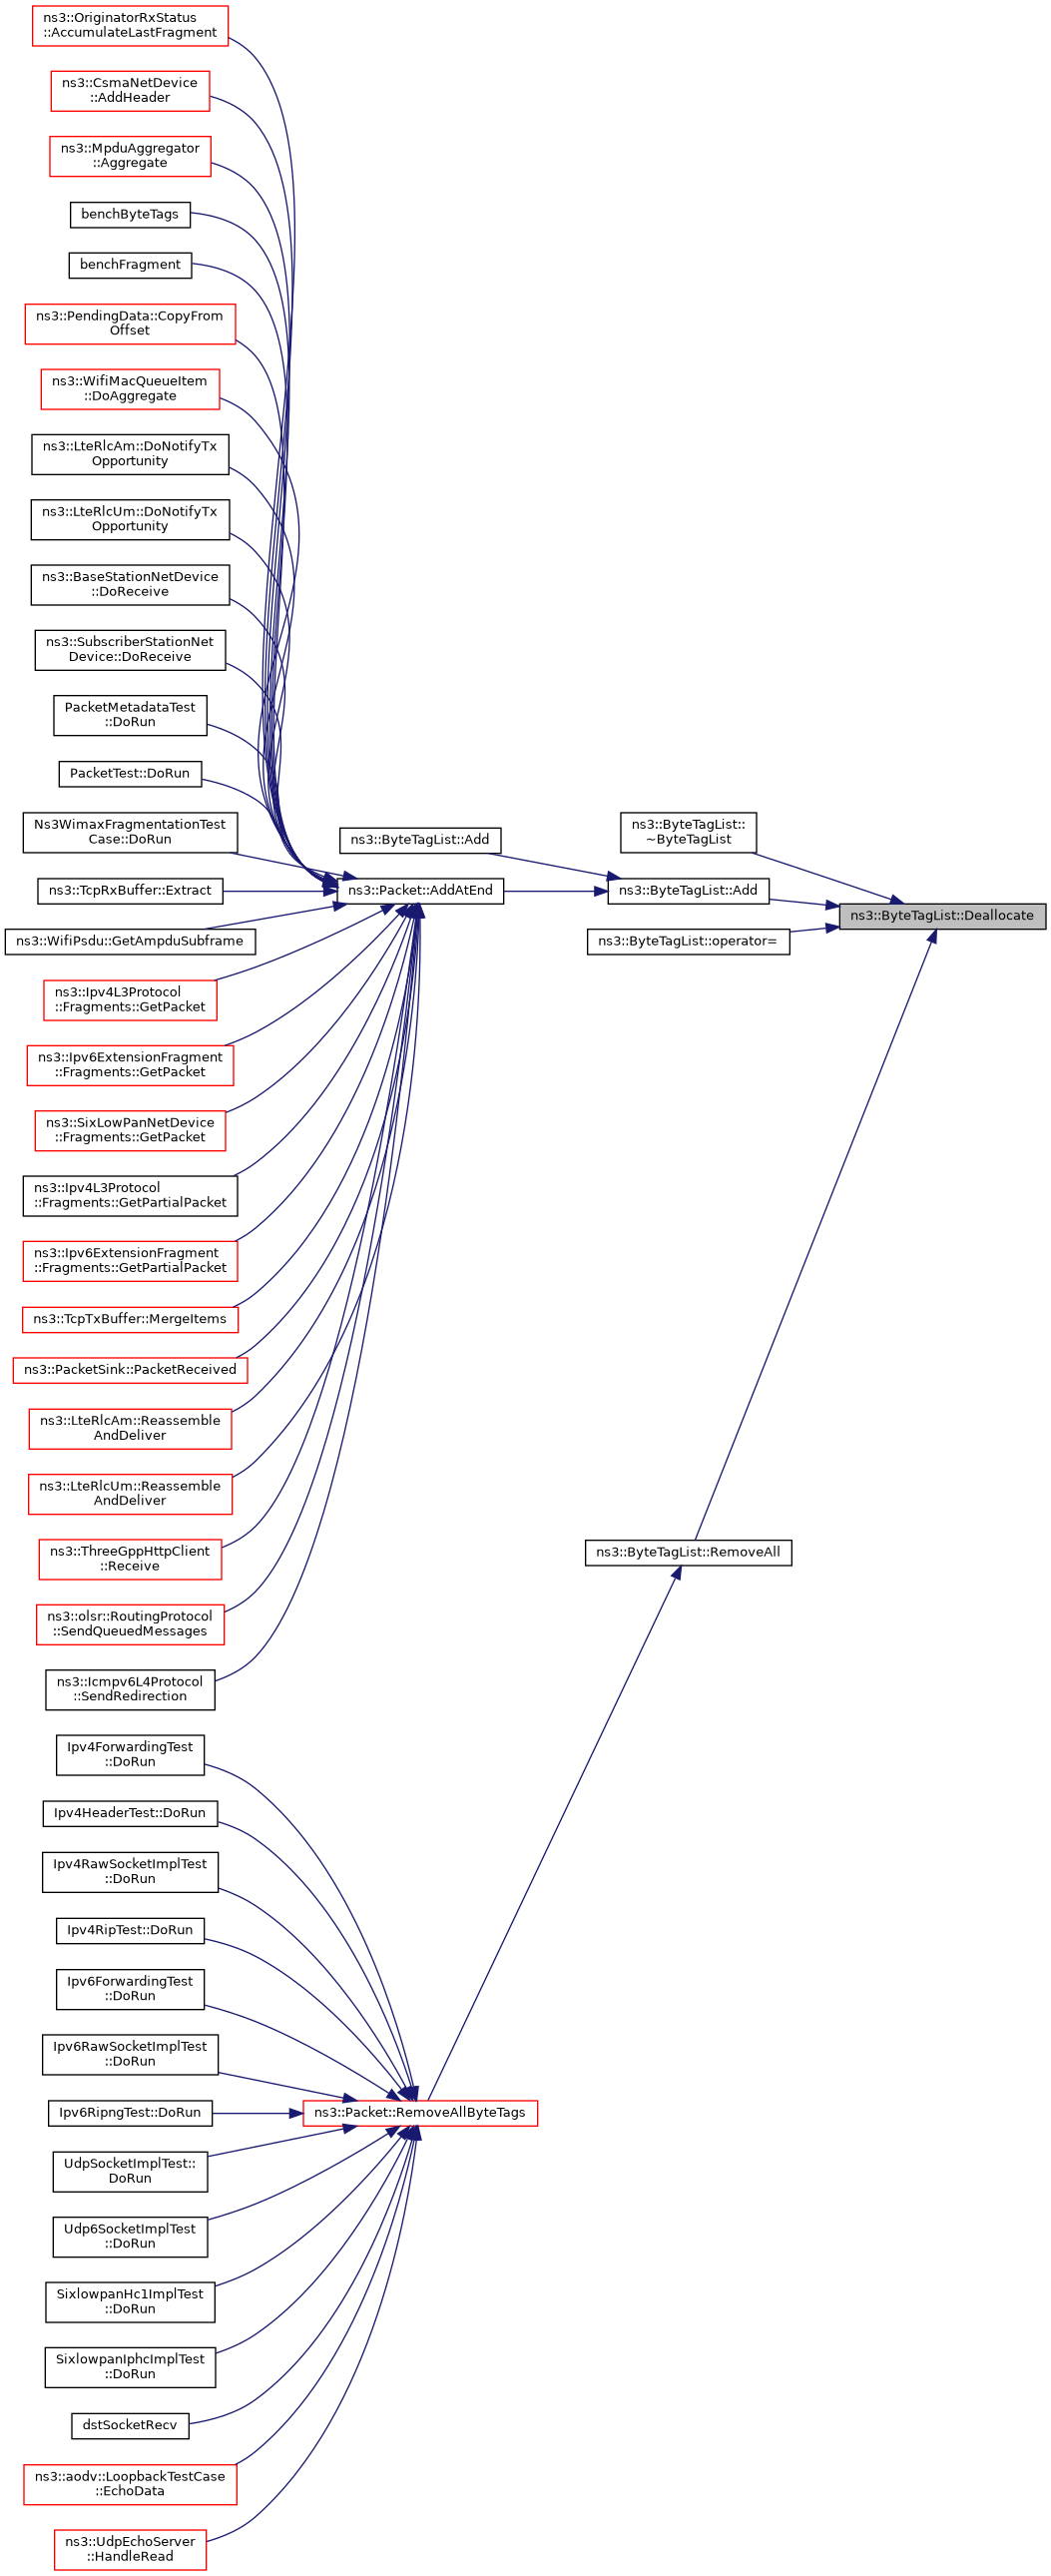 ns3::OriginatorRxStatus
::AccumulateLastFragment
ns3::CsmaNetDevice
::AddHeader
ns3::MpduAggregator
::Aggregate
benchByteTags
benchFragment
ns3::PendingData::CopyFrom
Offset
ns3::WifiMacQueueItem
::DoAggregate
ns3::LteRlcAm::DoNotifyTx
Opportunity
ns3::LteRlcUm::DoNotifyTx
Opportunity
ns3::BaseStationNetDevice
::DoReceive
ns3::SubscriberStationNet
Device::DoReceive
PacketMetadataTest
::DoRun
PacketTest::DoRun
Ns3WimaxFragmentationTest
Case::DoRun
ns3::TcpRxBuffer::Extract
ns3::WifiPsdu::GetAmpduSubframe
ns3::Ipv4L3Protocol
::Fragments::GetPacket
ns3::Ipv6ExtensionFragment
::Fragments::GetPacket
ns3::SixLowPanNetDevice
::Fragments::GetPacket
ns3::Ipv4L3Protocol
::Fragments::GetPartialPacket
ns3::Ipv6ExtensionFragment
::Fragments::GetPartialPacket
ns3::TcpTxBuffer::MergeItems
ns3::PacketSink::PacketReceived
ns3::LteRlcAm::Reassemble
AndDeliver
ns3::LteRlcUm::Reassemble
AndDeliver
ns3::ThreeGppHttpClient
::Receive
ns3::olsr::RoutingProtocol
::SendQueuedMessages
ns3::Icmpv6L4Protocol
::SendRedirection
Ipv4ForwardingTest
::DoRun
Ipv4HeaderTest::DoRun
Ipv4RawSocketImplTest
::DoRun
Ipv4RipTest::DoRun
Ipv6ForwardingTest
::DoRun
Ipv6RawSocketImplTest
::DoRun
Ipv6RipngTest::DoRun
UdpSocketImplTest::
DoRun
Udp6SocketImplTest
::DoRun
SixlowpanHc1ImplTest
::DoRun
SixlowpanIphcImplTest
::DoRun
dstSocketRecv
ns3::aodv::LoopbackTestCase
::EchoData
ns3::UdpEchoServer
::HandleRead
ns3::ByteTagList::Add
ns3::Packet::AddAtEnd
ns3::Packet::RemoveAllByteTags
ns3::ByteTagList::
~ByteTagList
ns3::ByteTagList::Add
ns3::ByteTagList::operator=
ns3::ByteTagList::RemoveAll
ns3::ByteTagList::Deallocate